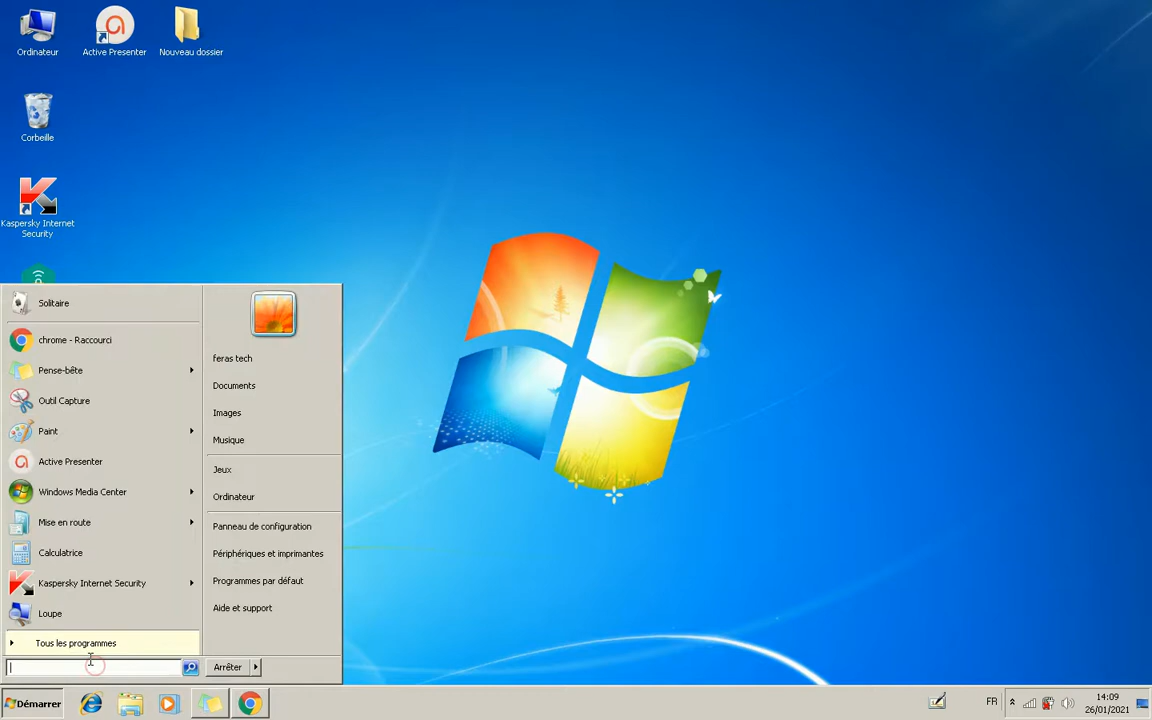 Ordinateur
Active Presenter
Nouveau dossier
Corbeille
Kaspersky Internet
Security
Solitaire
chrome - Raccourci
Pense-bête
Outil Capture
Paint
Active Presenter
Windows Media Center
Mise en route
Calculatrice
Kaspersky Internet Security
Loupe
Tous les programmes
feras tech
Documents
Images
Musique
Jeux
Ordinateur
Panneau de configuration
Périphériques et imprimantes
Programmes par défaut
Aide et support
Arrêter
Démarrer
FR
14:09
26/01/2021